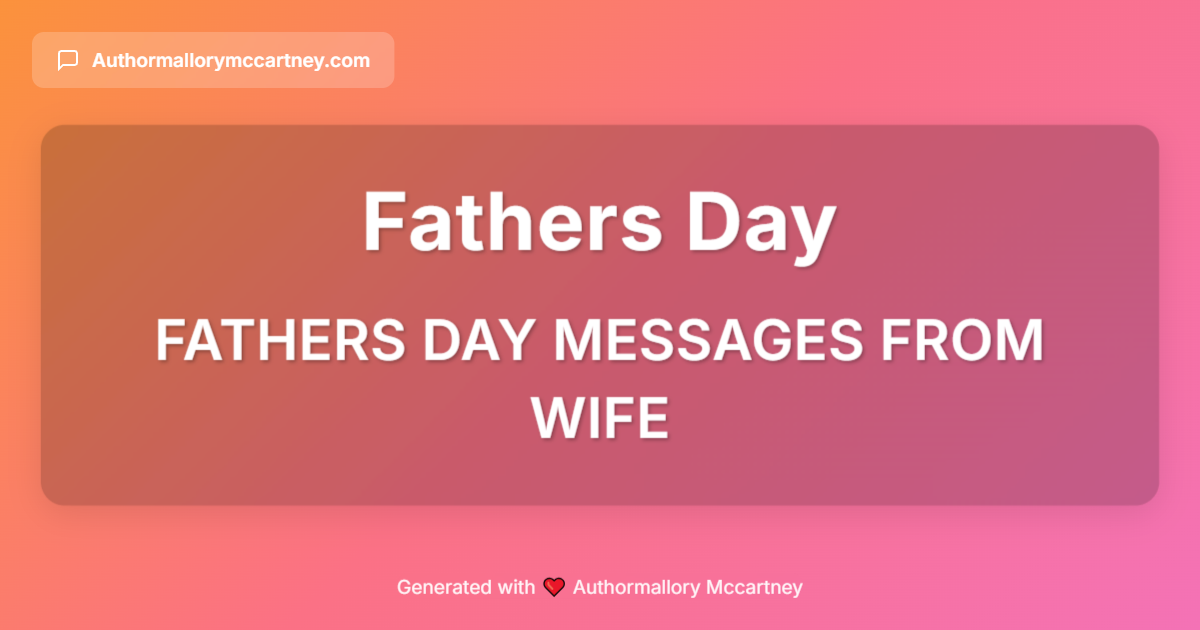 Authormallorymccartney.com
Fathers Day
FATHERS DAY MESSAGES FROM
WIFE
Generated with ❤️ Authormallory Mccartney